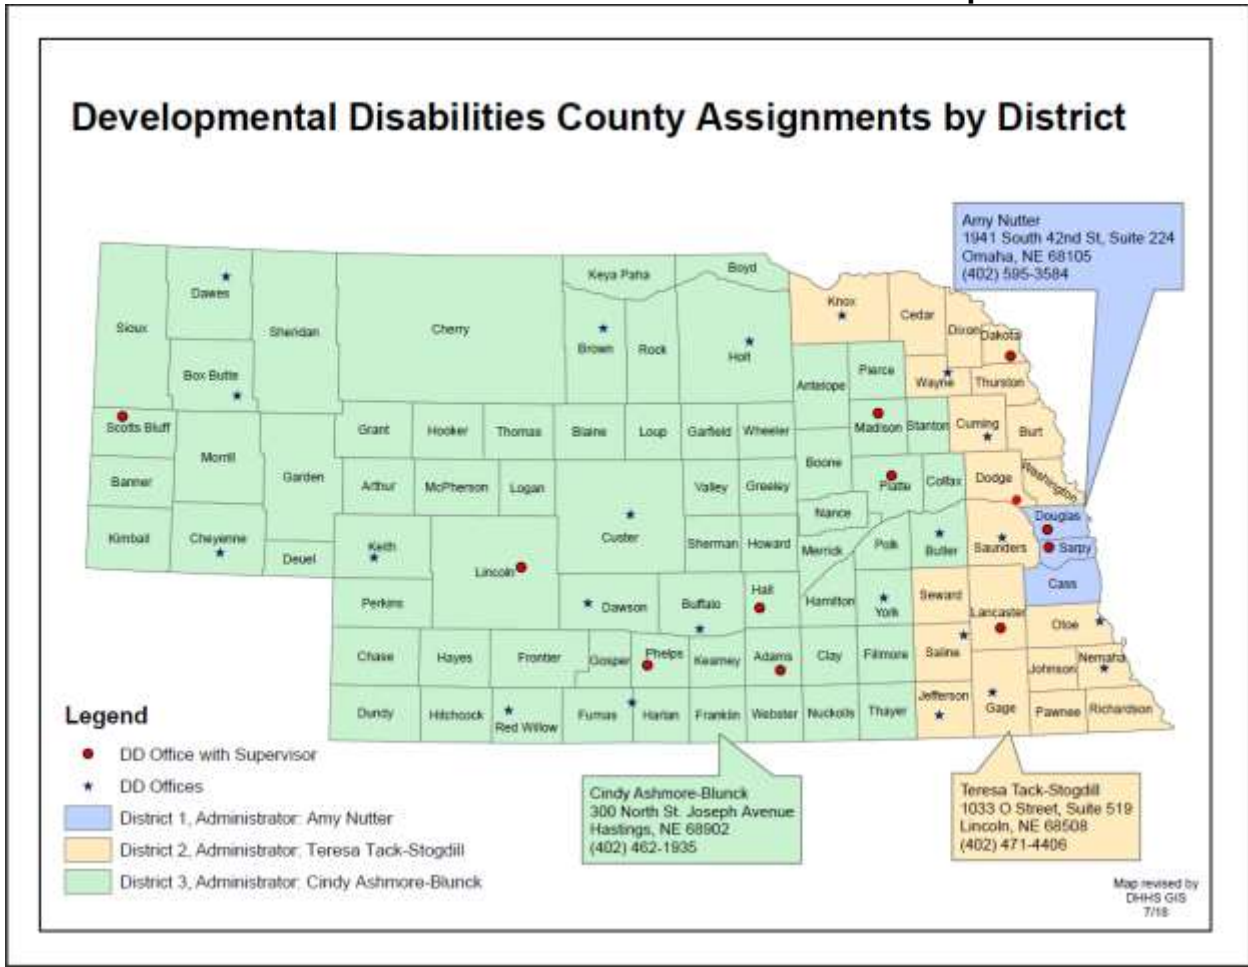 Developmental Disabilities County Assignments by District
Amy Nutter
1941 South 42nd St, Suite 224
Omaha, NE 68105
(402) 595-3584
Keya Paha
Boyd
Dawes
Knox
Cedar
Sioux
Sheridan
Cherry
Dixon
Dakota
Brown
Rock
Holt
Box Butte
Antelope
Pierce
Wayne
Thurston
Scotts Bluff
Grant
Hooker
Thomas
Blaine
Loup
Garfield
Wheeler
Madison
Stanton
Cuming
Burt
Morrill
Banner
Garden
Arthur
McPherson
Logan
Valley
Greeley
Boone
Platte
Colfax
Dodge
Washington
Nance
Douglas
Kimball
Cheyenne
Deuel
Keith
Lincoln
Custer
Sherman
Howard
Merrick
Polk
Butler
Saunders
Sarpy
Perkins
Dawson
Buffalo
Hall
Hamilton
York
Seward
Lancaster
Cass
Otoe
Chase
Hayes
Frontier
Gosper
Phelps
Kearney
Adams
Clay
Fillmore
Saline
Johnson
Nemaha
Dundy
Hitchcock
Red Willow
Furnas
Harlan
Franklin
Webster
Nuckolls
Thayer
Jefferson
Gage
Pawnee
Richardson
Legend
DD Office with Supervisor
DD Offices
District 1, Administrator: Amy Nutter
District 2, Administrator: Teresa Tack-Stogdill
District 3, Administrator: Cindy Ashmore-Blunck
Cindy Ashmore-Blunck
300 North St. Joseph Avenue
Hastings, NE 68902
(402) 462-1935
Teresa Tack-Stogdill
1033 O Street, Suite 519
Lincoln, NE 68508
(402) 471-4406
Map revised by
DHHS GIS
7/18